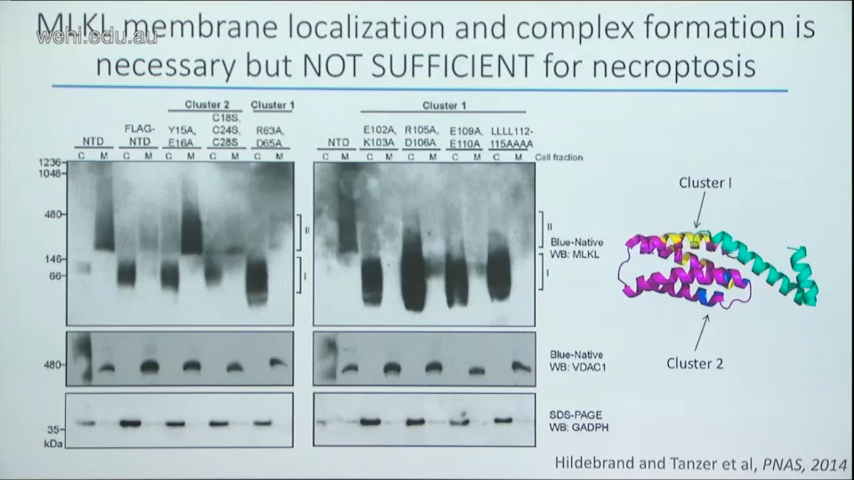 MLKL membrane localization and complex formation is
necessary but NOT SUFFICIENT for necroptosis
wehi.edu.au
Cluster 2 Cluster 1
NTD FLAG-NTD Y15A, E16A C18S, C24S, C28S R63A, D65A
C M C M C M C M C M
1236
1048
480
146
66
II
I
480
35
kDa
Cluster 1
NTD E102A, K103A R105A, D106A E109A, E110A LLLL112-115AAAA
C M C M C M C M C M Cell fraction
II
I
Blue-Native
WB: MLKL
Blue-Native
WB: VDAC1
SDS-PAGE
WB: GADPH
Cluster I
Cluster 2
Hildebrand and Tanzer et al, PNAS, 2014